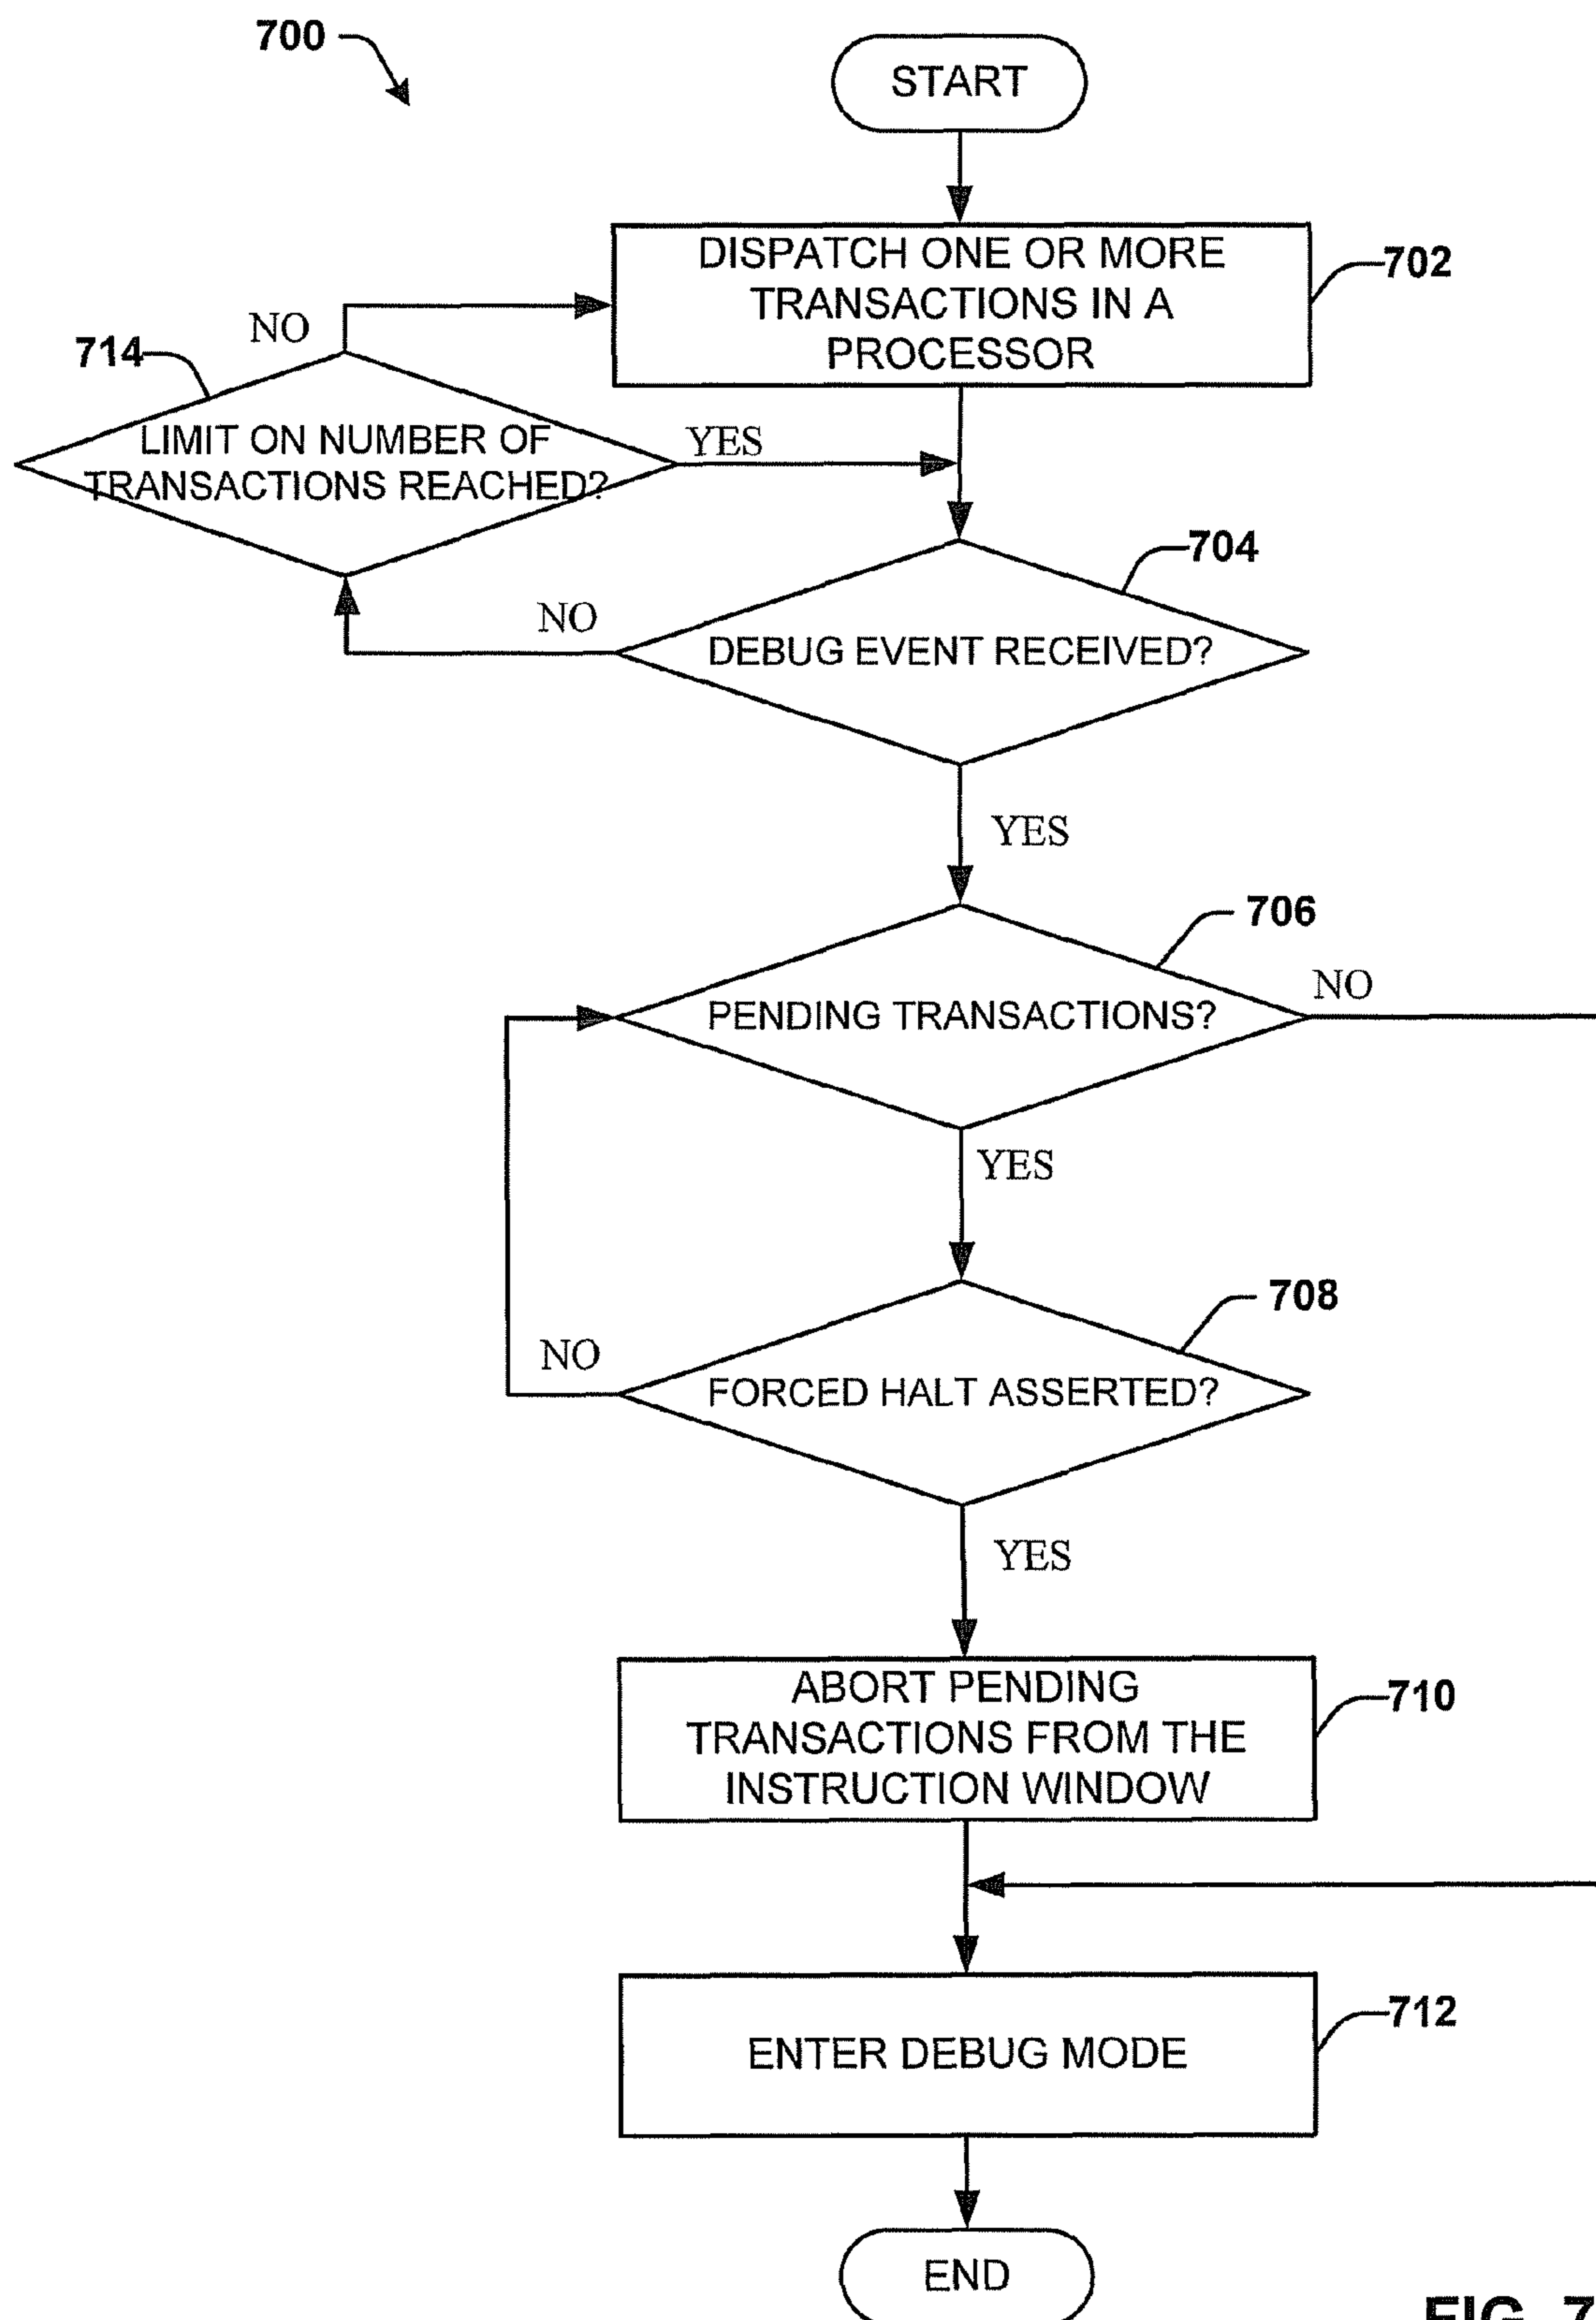 700
START
DISPATCH ONE OR MORE
TRANSACTIONS IN A
PROCESSOR
702
NO
714
LIMIT ON NUMBER OF
TRANSACTIONS REACHED?
YES
704
DEBUG EVENT RECEIVED?
NO
YES
706
PENDING TRANSACTIONS?
NO
YES
708
FORCED HALT ASSERTED?
NO
YES
ABORT PENDING
TRANSACTIONS FROM THE
INSTRUCTION WINDOW
710
ENTER DEBUG MODE
712
END
FIG. 7